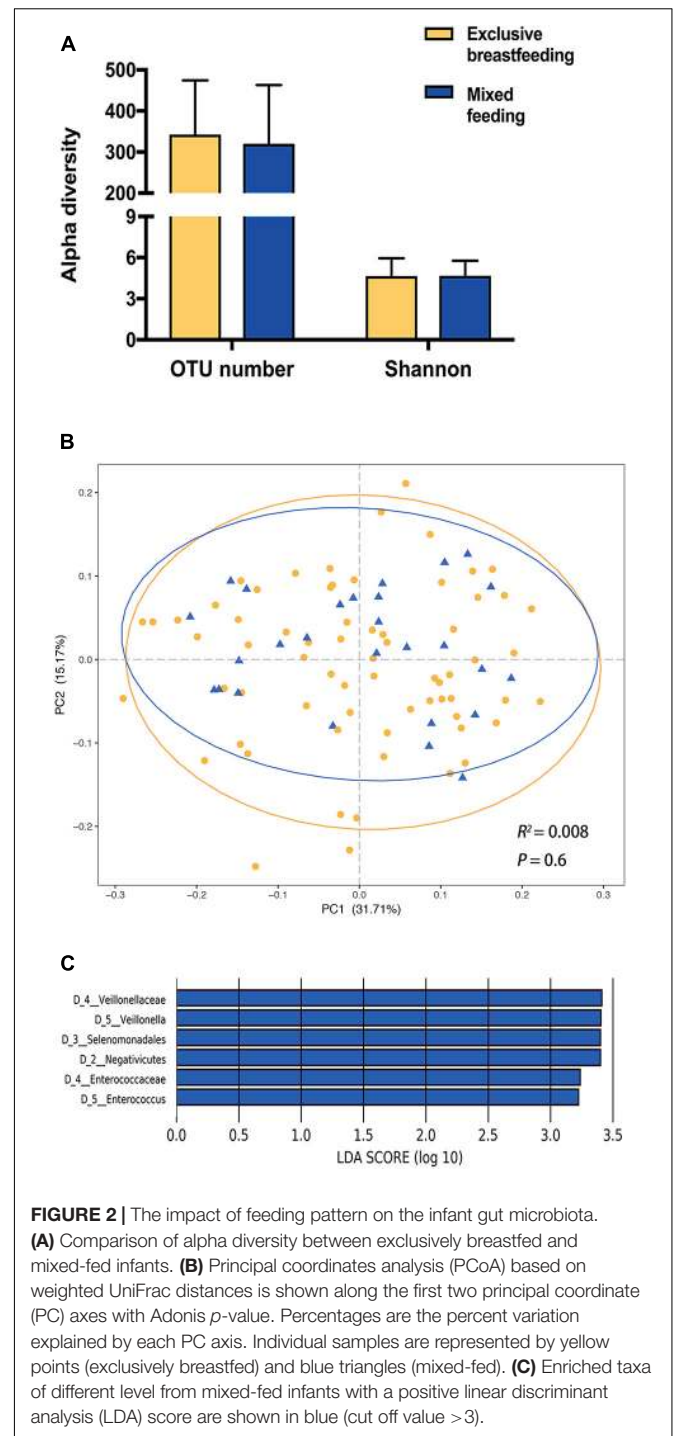 A
Exclusive
breastfeeding
Mixed
feeding
Alpha diversity
500
400
300
200
9
6
3
0
OTU number
Shannon
B
PC2 (15.17%)
0.2
0.1
0.0
−0.1
−0.2
R² = 0.008
P = 0.6
−0.3
−0.2
−0.1
0.0
0.1
0.2
0.3
PC1 (31.71%)
C
D_4__Veillonellaceae
D_5__Veillonella
D_3__Selenomonadales
D_2__Negativicutes
D_4__Enterococcaceae
D_5__Enterococcus
0.0
0.5
1.0
1.5
2.0
2.5
3.0
3.5
LDA SCORE (log 10)
FIGURE 2 | The impact of feeding pattern on the infant gut microbiota.
(A) Comparison of alpha diversity between exclusively breastfed and
mixed-fed infants. (B) Principal coordinates analysis (PCoA) based on
weighted UniFrac distances is shown along the first two principal coordinate
(PC) axes with Adonis p-value. Percentages are the percent variation
explained by each PC axis. Individual samples are represented by yellow
points (exclusively breastfed) and blue triangles (mixed-fed). (C) Enriched taxa
of different level from mixed-fed infants with a positive linear discriminant
analysis (LDA) score are shown in blue (cut off value >3).